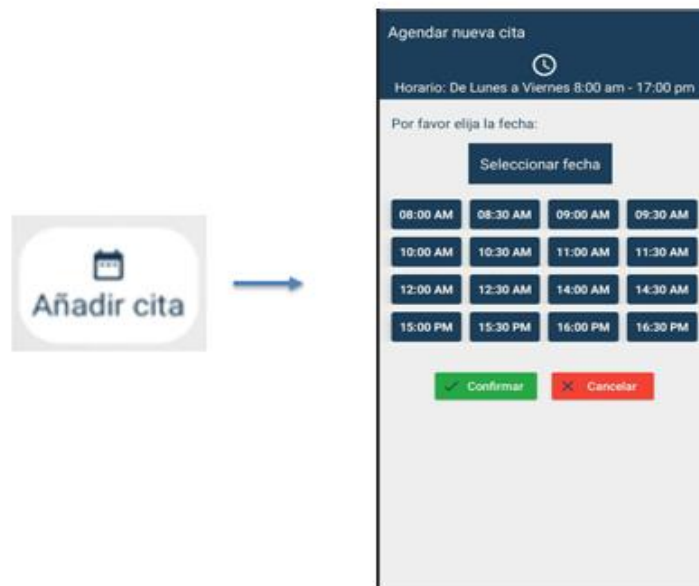 Añadir cita
Agendar nueva cita
Horario: De Lunes a Viernes 8:00 am - 17:00 pm
Por favor elija la fecha:
Seleccionar fecha
08:00 AM 08:30 AM 09:00 AM 09:30 AM
10:00 AM 10:30 AM 11:00 AM 11:30 AM
12:00 AM 12:30 AM 14:00 AM 14:30 AM
15:00 PM 15:30 PM 16:00 PM 16:30 PM
Confirmar Cancelar